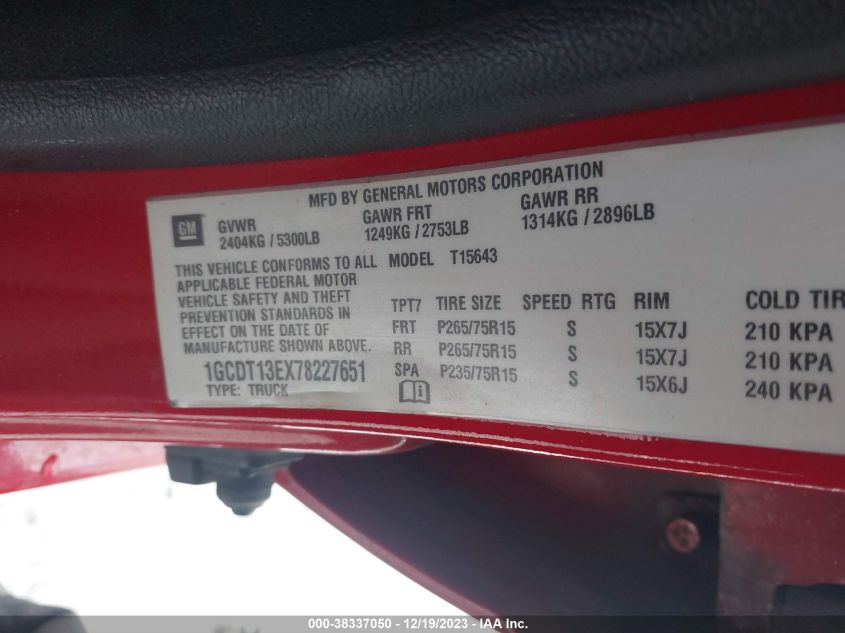 MFD BY GENERAL MOTORS CORPORATION
GM
GVWR GAWR FRT GAWR RR
2404KG / 5300LB 1249KG / 2753LB 1314KG / 2896LB
THIS VEHICLE CONFORMS TO ALL
APPLICABLE FEDERAL MOTOR
VEHICLE SAFETY AND THEFT
PREVENTION STANDARDS IN
EFFECT ON THE DATE OF
MANUFACTURE SHOWN ABOVE.
1GCDT13EX78227651
TYPE: TRUCK
MODEL T15643
TPT7 TIRE SIZE SPEED RTG RIM COLD TIR
FRT P265/75R15 S 15X7J 210 KPA
RR P265/75R15 S 15X7J 210 KPA
SPA P235/75R15 S 15X6J 240 KPA
000-38337050 - 12/19/2023 - IAA Inc.